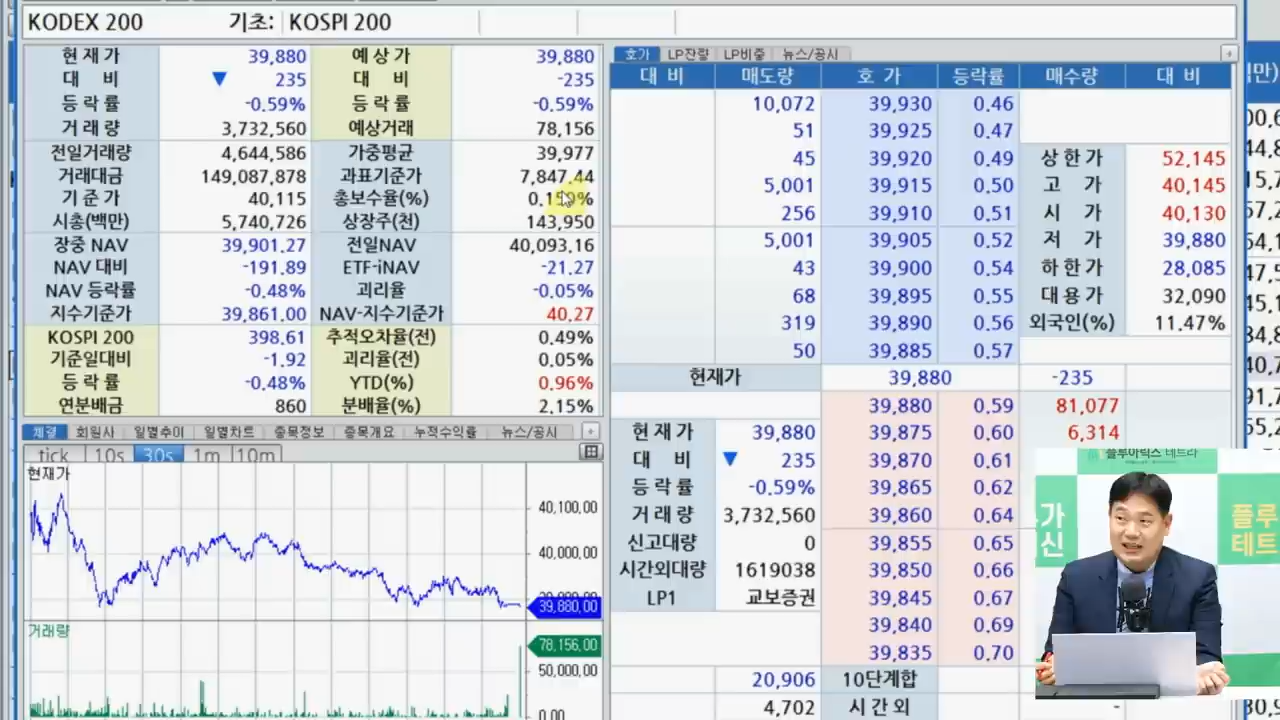 KODEX 200 기초: KOSPI 200
현재가 39,880 예상가 39,880
대비 ▼ 235 대비 -235
등락률 -0.59% 등락률 -0.59%
거래량 3,732,560 예상거래 78,156
전일거래량 4,644,586 가중평균 39,977
거래대금 149,087,878 과표기준가 7,847.44
기준가 40,115 총보수율(%)
시총(백만) 5,740,726 상장주(천) 143,950
장중 NAV 39,901.27 전일NAV 40,093.16
NAV 대비 -191.89 ETF-iNAV -21.27
NAV 등락률 -0.48% 괴리율 -0.05%
지수기준가 39,861.00 NAV-지수기준가 40.27
KOSPI 200 398.61 추적오차율(전) 0.49%
기준일대비 -1.92 괴리율(전) 0.05%
등락률 -0.48% YTD(%) 0.96%
연분배금 860 분배율(%) 2.15%
체결 회원사 일별추이 일별차트 종목정보 종목개요 누적수익률 뉴스/공시
tick 10s 30s 1m 10m
현재가
40,100.00
40,000.00
39,880.00
거래량
78,156.00
50,000.00
0.00
호가 LP잔량 LP비중 뉴스/공시
대비 매도량 호가 등락률 매수량 대비
10,072 39,930 0.46
51 39,925 0.47
45 39,920 0.49 상한가 52,145
5,001 39,915 0.50 고가 40,145
256 39,910 0.51 시가 40,130
5,001 39,905 0.52 저가 39,880
43 39,900 0.54 하한가 28,085
68 39,895 0.55 대용가 32,090
319 39,890 0.56 외국인(%) 11.47%
50 39,885 0.57
현재가 39,880 -235
39,880 0.59 81,077
현재가 39,880 39,875 0.60 6,314
대비 ▼ 235 39,870 0.61
등락률 -0.59% 39,865 0.62
거래량 3,732,560 39,860 0.64
신고대량 0 39,855 0.65
시간외대량 1619038 39,850 0.66
LP1 교보증권 39,845 0.67
39,840 0.69
39,835 0.70
20,906 10단계합
4,702 시간외 -
플루아릭스 테트라
가
신
플루
테트